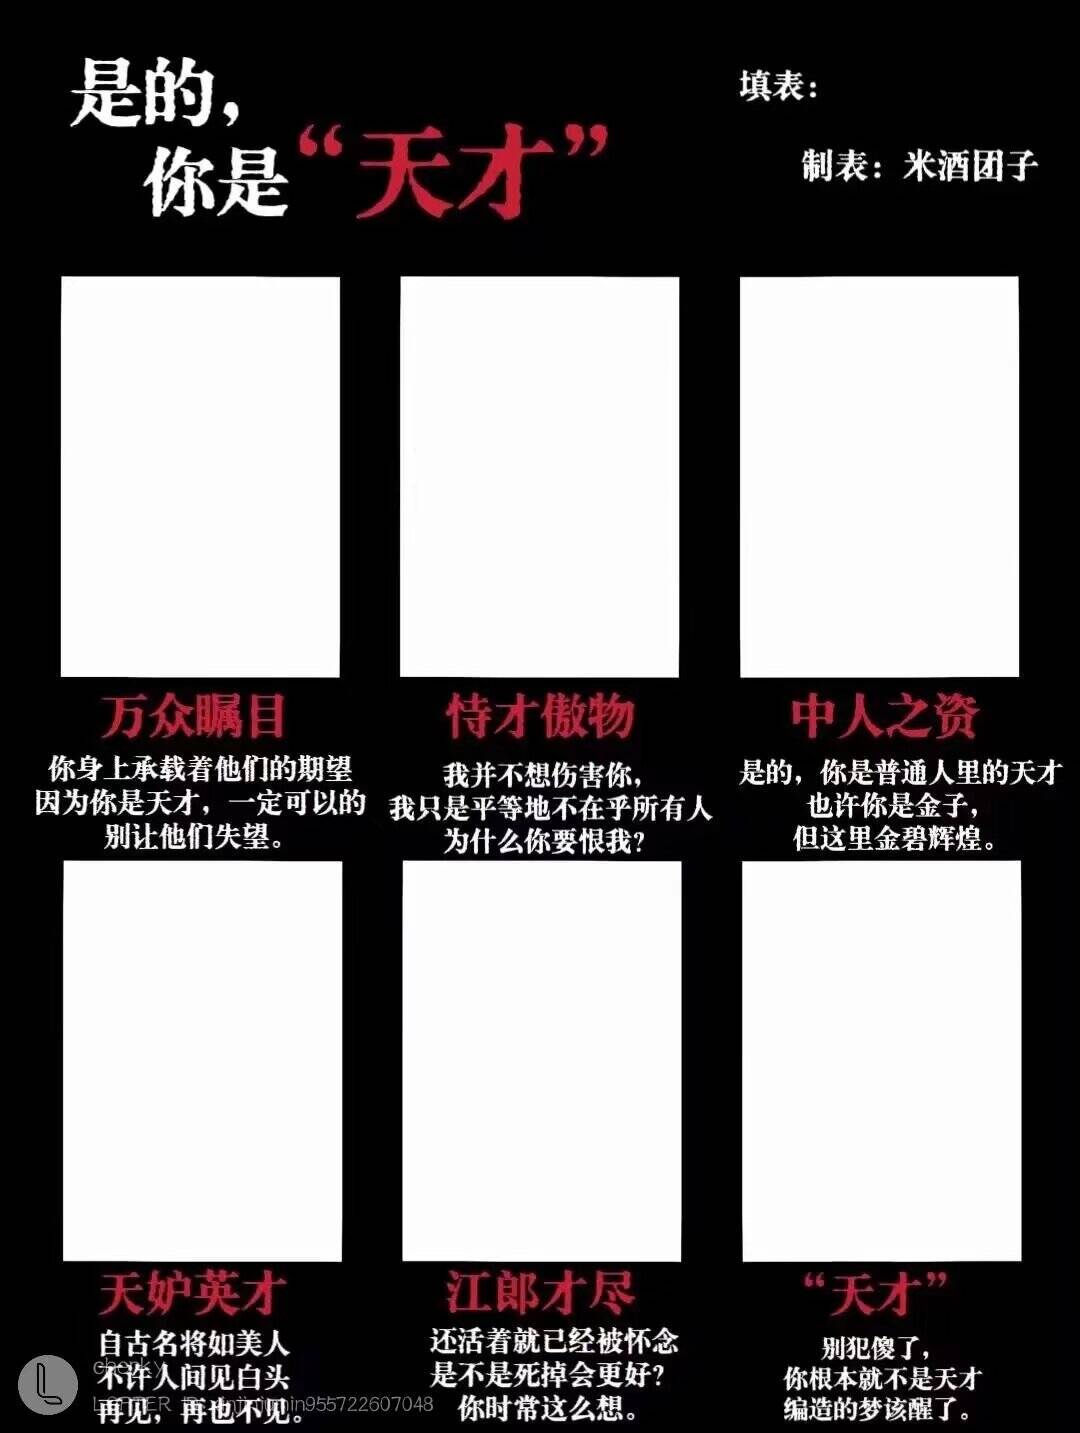 是的，
你是“天才”
填表：
制表：米酒团子
万众瞩目
你身上承载着他们的期望
因为你是天才，一定可以的
别让他们失望。
恃才傲物
我并不想伤害你，
我只是平等地不在乎所有人
为什么你要恨我？
中人之资
是的，你是普通人里的天才
也许你是金子，
但这里金碧辉煌。
天妒英才
自古名将如美人
不许人间见白头
再见，再也不见。
江郎才尽
还活着就已经被怀念
是不是死掉会更好？
你时常这么想。
“天才”
别犯傻了，
你根本就不是天才
编造的梦该醒了。
LOFTER